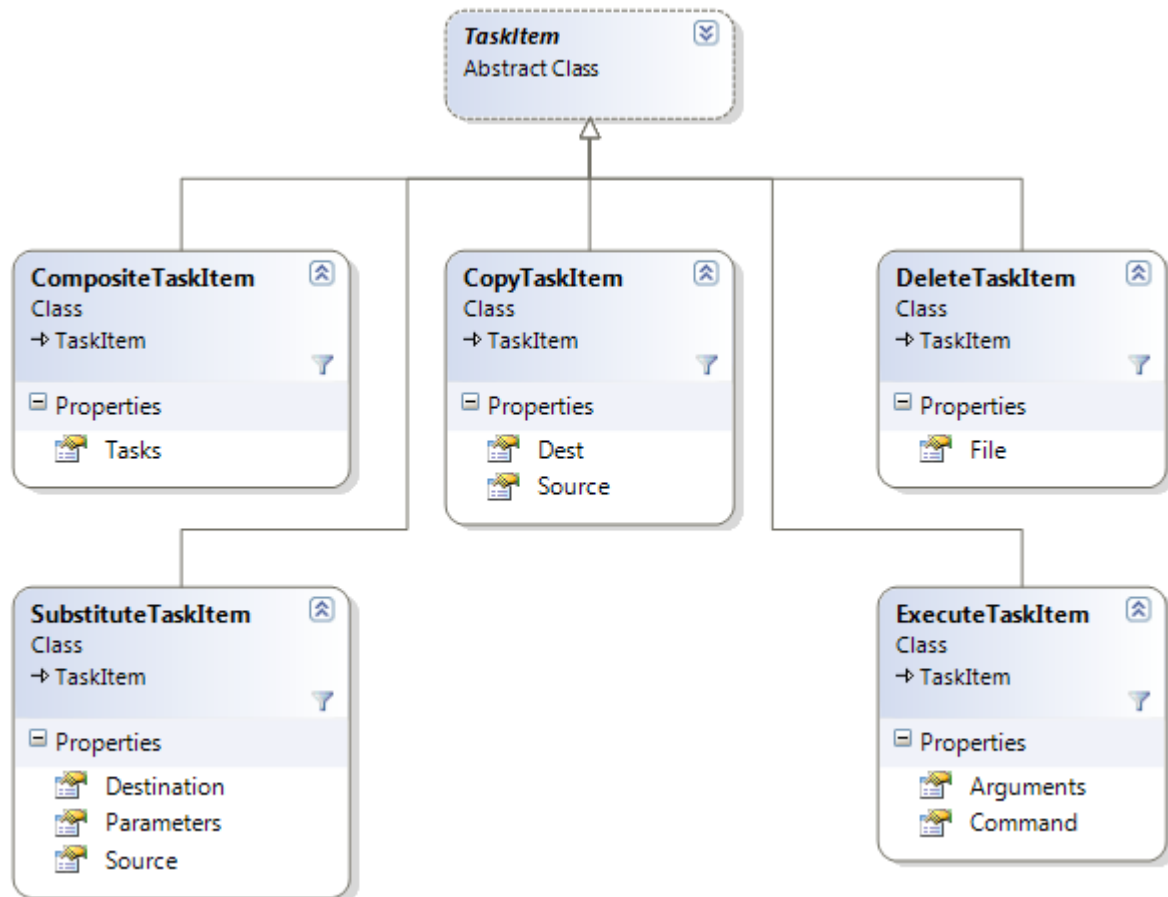 TaskItem
Abstract Class
CompositeTaskItem
Class
TaskItem
Properties
Tasks
CopyTaskItem
Class
TaskItem
Properties
Dest
Source
DeleteTaskItem
Class
TaskItem
Properties
File
SubstituteTaskItem
Class
TaskItem
Properties
Destination
Parameters
Source
ExecuteTaskItem
Class
TaskItem
Properties
Arguments
Command